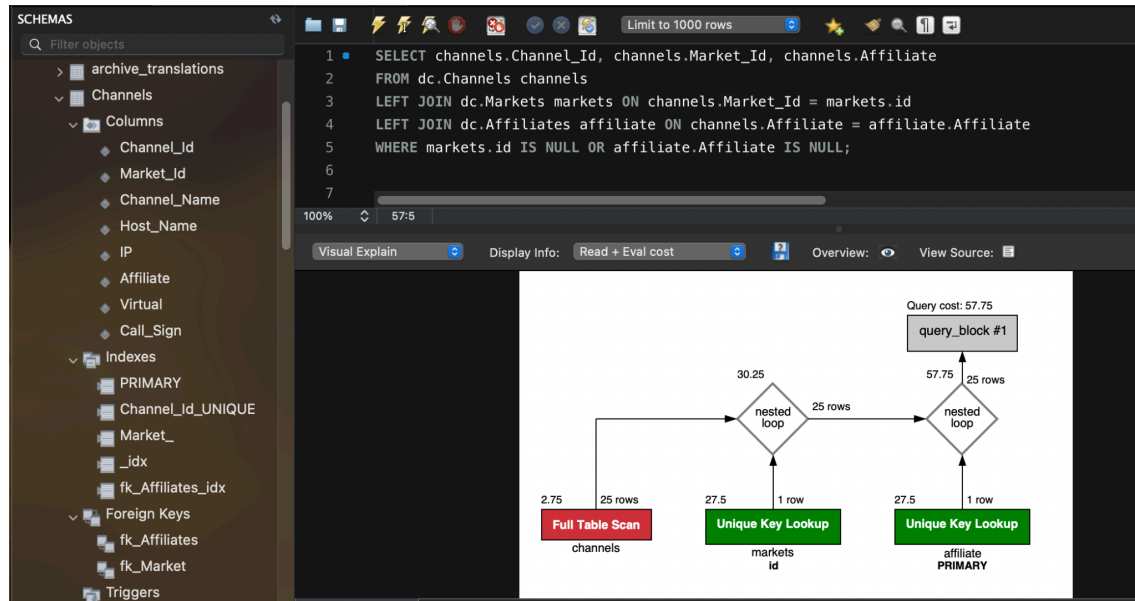 SCHEMAS
Filter objects
archive_translations
Channels
Columns
Channel_Id
Market_Id
Channel_Name
Host_Name
IP
Affiliate
Virtual
Call_Sign
Indexes
PRIMARY
Channel_Id_UNIQUE
Market_
_idx
fk_Affiliates_idx
Foreign Keys
fk_Affiliates
fk_Market
Triggers
Limit to 1000 rows
1 SELECT channels.Channel_Id, channels.Market_Id, channels.Affiliate
2 FROM dc.Channels channels
3 LEFT JOIN dc.Markets markets ON channels.Market_Id = markets.id
4 LEFT JOIN dc.Affiliates affiliate ON channels.Affiliate = affiliate.Affiliate
5 WHERE markets.id IS NULL OR affiliate.Affiliate IS NULL;
6
7
100% 57:5
Visual Explain Display Info: Read + Eval cost Overview: View Source:
Query cost: 57.75
query_block #1
30.25 57.75 25 rows
nested loop 25 rows nested loop
2.75 25 rows 27.5 1 row 27.5 1 row
Full Table Scan Unique Key Lookup Unique Key Lookup
channels markets affiliate
id PRIMARY